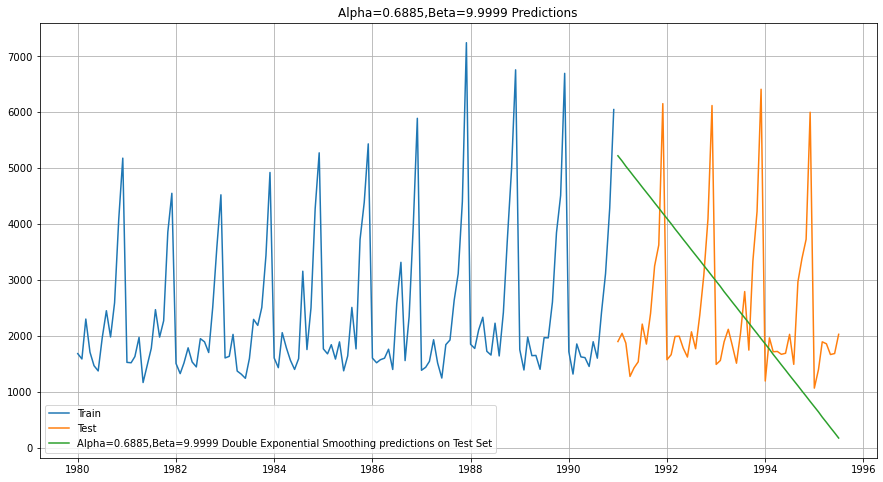 Alpha=0.6885,Beta=9.9999 Predictions
7000
6000
5000
4000
3000
2000
1000
0
Train
Test
Alpha=0.6885,Beta=9.9999 Double Exponential Smoothing predictions on Test Set
1980 1982 1984 1986 1988 1990 1992 1994 1996